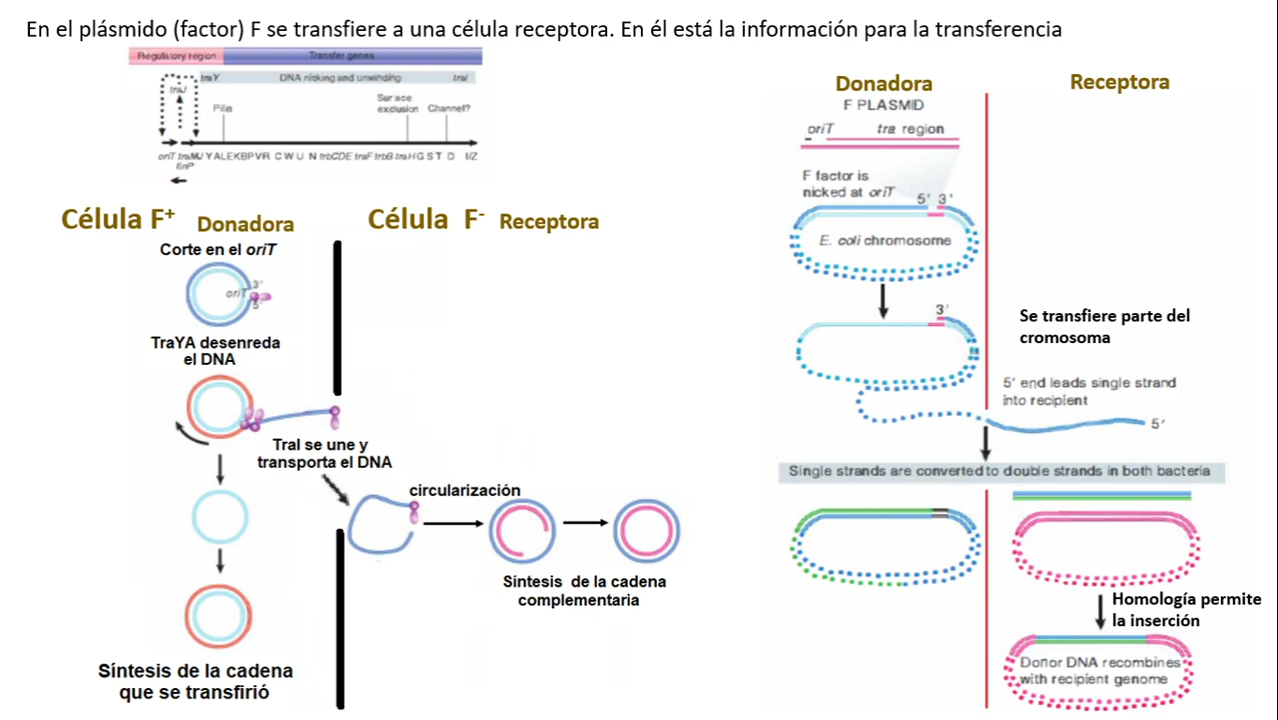 En el plásmido (factor) F se transfiere a una célula receptora. En él está la información para la transferencia
Regulatory region
Transfer genes
traY
DNA nicking and unwinding
traI
traJ
Pilin
Surface
exclusion
Channel?
oriT traMJ Y ALEKBPVR C W U N trbCDE traF trbB traHG S T D I/Z
finP
Célula F+ Donadora
Corte en el oriT
oriT
3'
5'
TraYA desenreda
el DNA
TraI se une y
transporta el DNA
Síntesis de la cadena
que se transfirió
Célula F- Receptora
circularización
Síntesis de la cadena
complementaria
Donadora
Receptora
F PLASMID
oriT
tra region
F factor is
nicked at oriT
5' 3'
E. coli chromosome
3'
Se transfiere parte del
cromosoma
5' end leads single strand
into recipient
5'
Single strands are converted to double strands in both bacteria
Homología permite
la inserción
Donor DNA recombines
with recipient genome